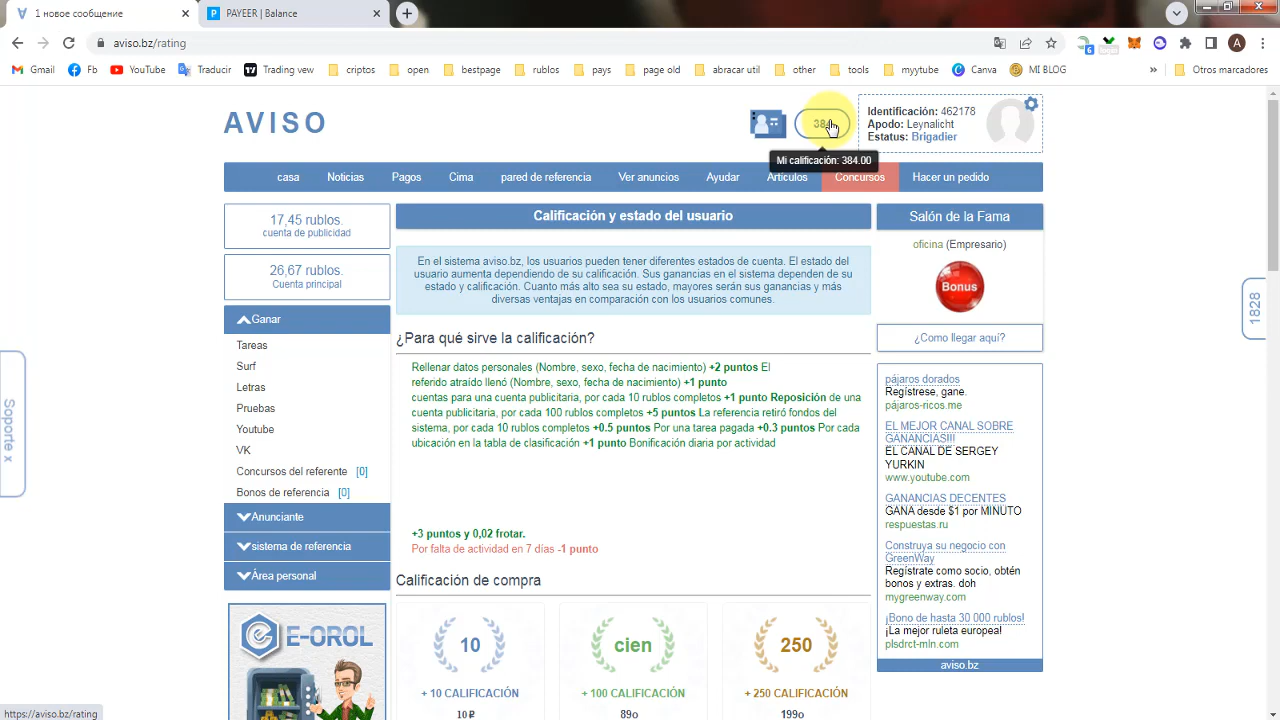 1 новое сообщение
PAYEER | Balance
aviso.bz/rating
A
Gmail
Fb
YouTube
Traducir
Trading vew
criptos
open
bestpage
rublos
pays
page old
abracar util
other
tools
myytube
Canva
MI BLOG
»
Otros marcadores
AVISO
Identificación: 462178
Apodo: Leynalicht
Estatus: Brigadier
Mi calificación: 384.00
casa
Noticias
Pagos
Cima
pared de referencia
Ver anuncios
Ayudar
Artículos
Concursos
Hacer un pedido
17,45 rublos.
cuenta de publicidad
26,67 rublos.
Cuenta principal
Ganar
Tareas
Surf
Letras
Pruebas
Youtube
VK
Concursos del referente [0]
Bonos de referencia [0]
Anunciante
sistema de referencia
Área personal
E-OROL
Soporte x
Calificación y estado del usuario
En el sistema aviso.bz, los usuarios pueden tener diferentes estados de cuenta. El estado del
usuario aumenta dependiendo de su calificación. Sus ganancias en el sistema dependen de su
estado y calificación. Cuanto más alto sea su estado, mayores serán sus ganancias y más
diversas ventajas en comparación con los usuarios comunes.
¿Para qué sirve la calificación?
Rellenar datos personales (Nombre, sexo, fecha de nacimiento) +2 puntos El
referido atraído llenó (Nombre, sexo, fecha de nacimiento) +1 punto
cuentas para una cuenta publicitaria, por cada 10 rublos completos +1 punto Reposición de una
cuenta publicitaria, por cada 100 rublos completos +5 puntos La referencia retiró fondos del
sistema, por cada 10 rublos completos +0.5 puntos Por una tarea pagada +0.3 puntos Por cada
ubicación en la tabla de clasificación +1 punto Bonificación diaria por actividad
+3 puntos y 0,02 frotar.
Por falta de actividad en 7 días -1 punto
Calificación de compra
10
+ 10 CALIFICACIÓN
10₽
cien
+ 100 CALIFICACIÓN
89o
250
+ 250 CALIFICACIÓN
199o
Salón de la Fama
oficina (Empresario)
Bonus
¿Como llegar aquí?
pájaros dorados
Regístrese, gane.
pájaros-ricos.me
EL MEJOR CANAL SOBRE
GANANCIAS!!!
EL CANAL DE SERGEY
YURKIN
www.youtube.com
GANANCIAS DECENTES
GANA desde $1 por MINUTO
respuestas.ru
Construya su negocio con
GreenWay
Regístrate como socio, obtén
bonos y extras. doh
mygreenway.com
¡Bono de hasta 30 000 rublos!
¡La mejor ruleta europea!
plsdrct-mln.com
aviso.bz
1828
https://aviso.bz/rating